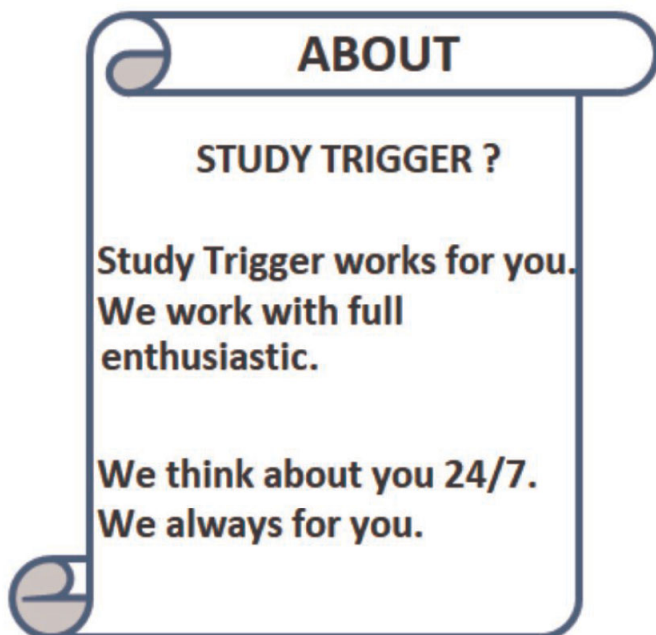 ABOUT
STUDY TRIGGER ?
Study Trigger works for you.
We work with full
enthusiastic.
We think about you 24/7.
We always for you.